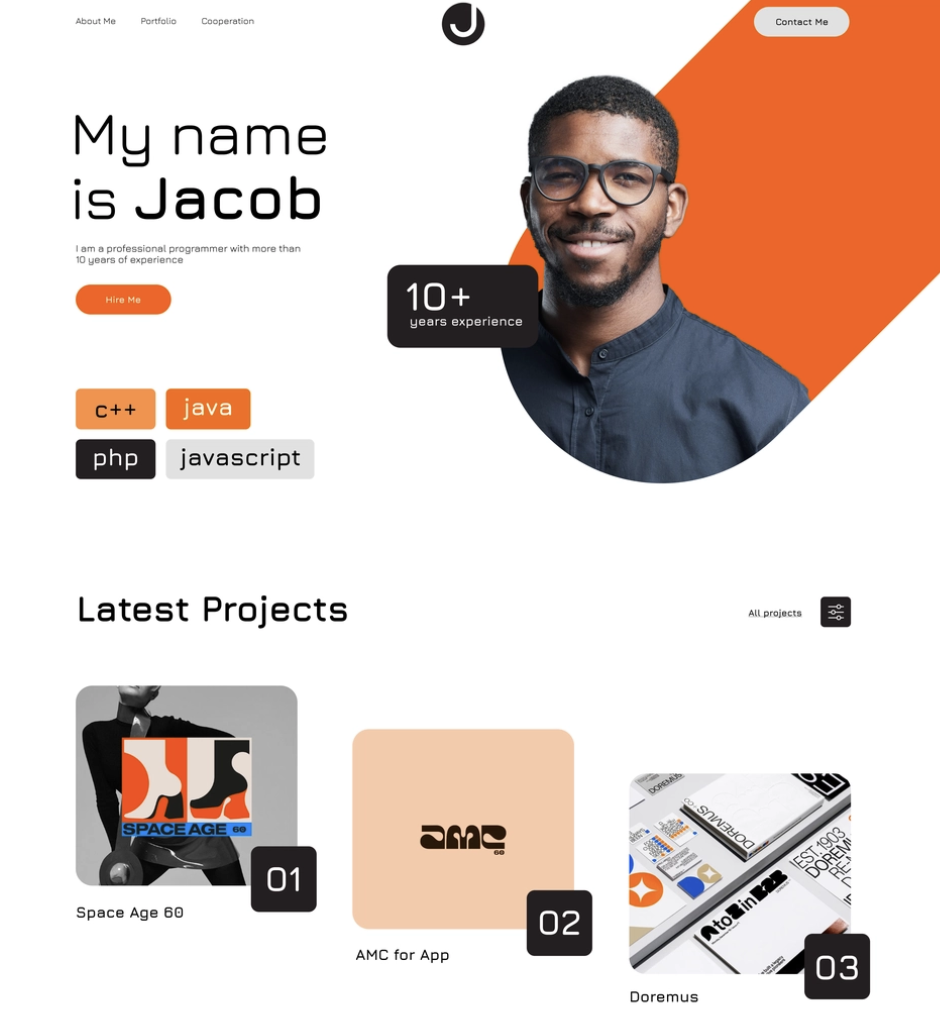 About Me
Portfolio
Cooperation
J
Contact Me
My name
is Jacob
I am a professional programmer with more than
10 years of experience
Hire Me
10+
years experience
c++
java
php
javascript
Latest Projects
All projects
SPACE AGE 60
01
Space Age 60
amc
60
02
AMC for App
DOREMUS
DOREMUS
EST. 1903
DOREMUS
A to Z in B2B
03
Doremus